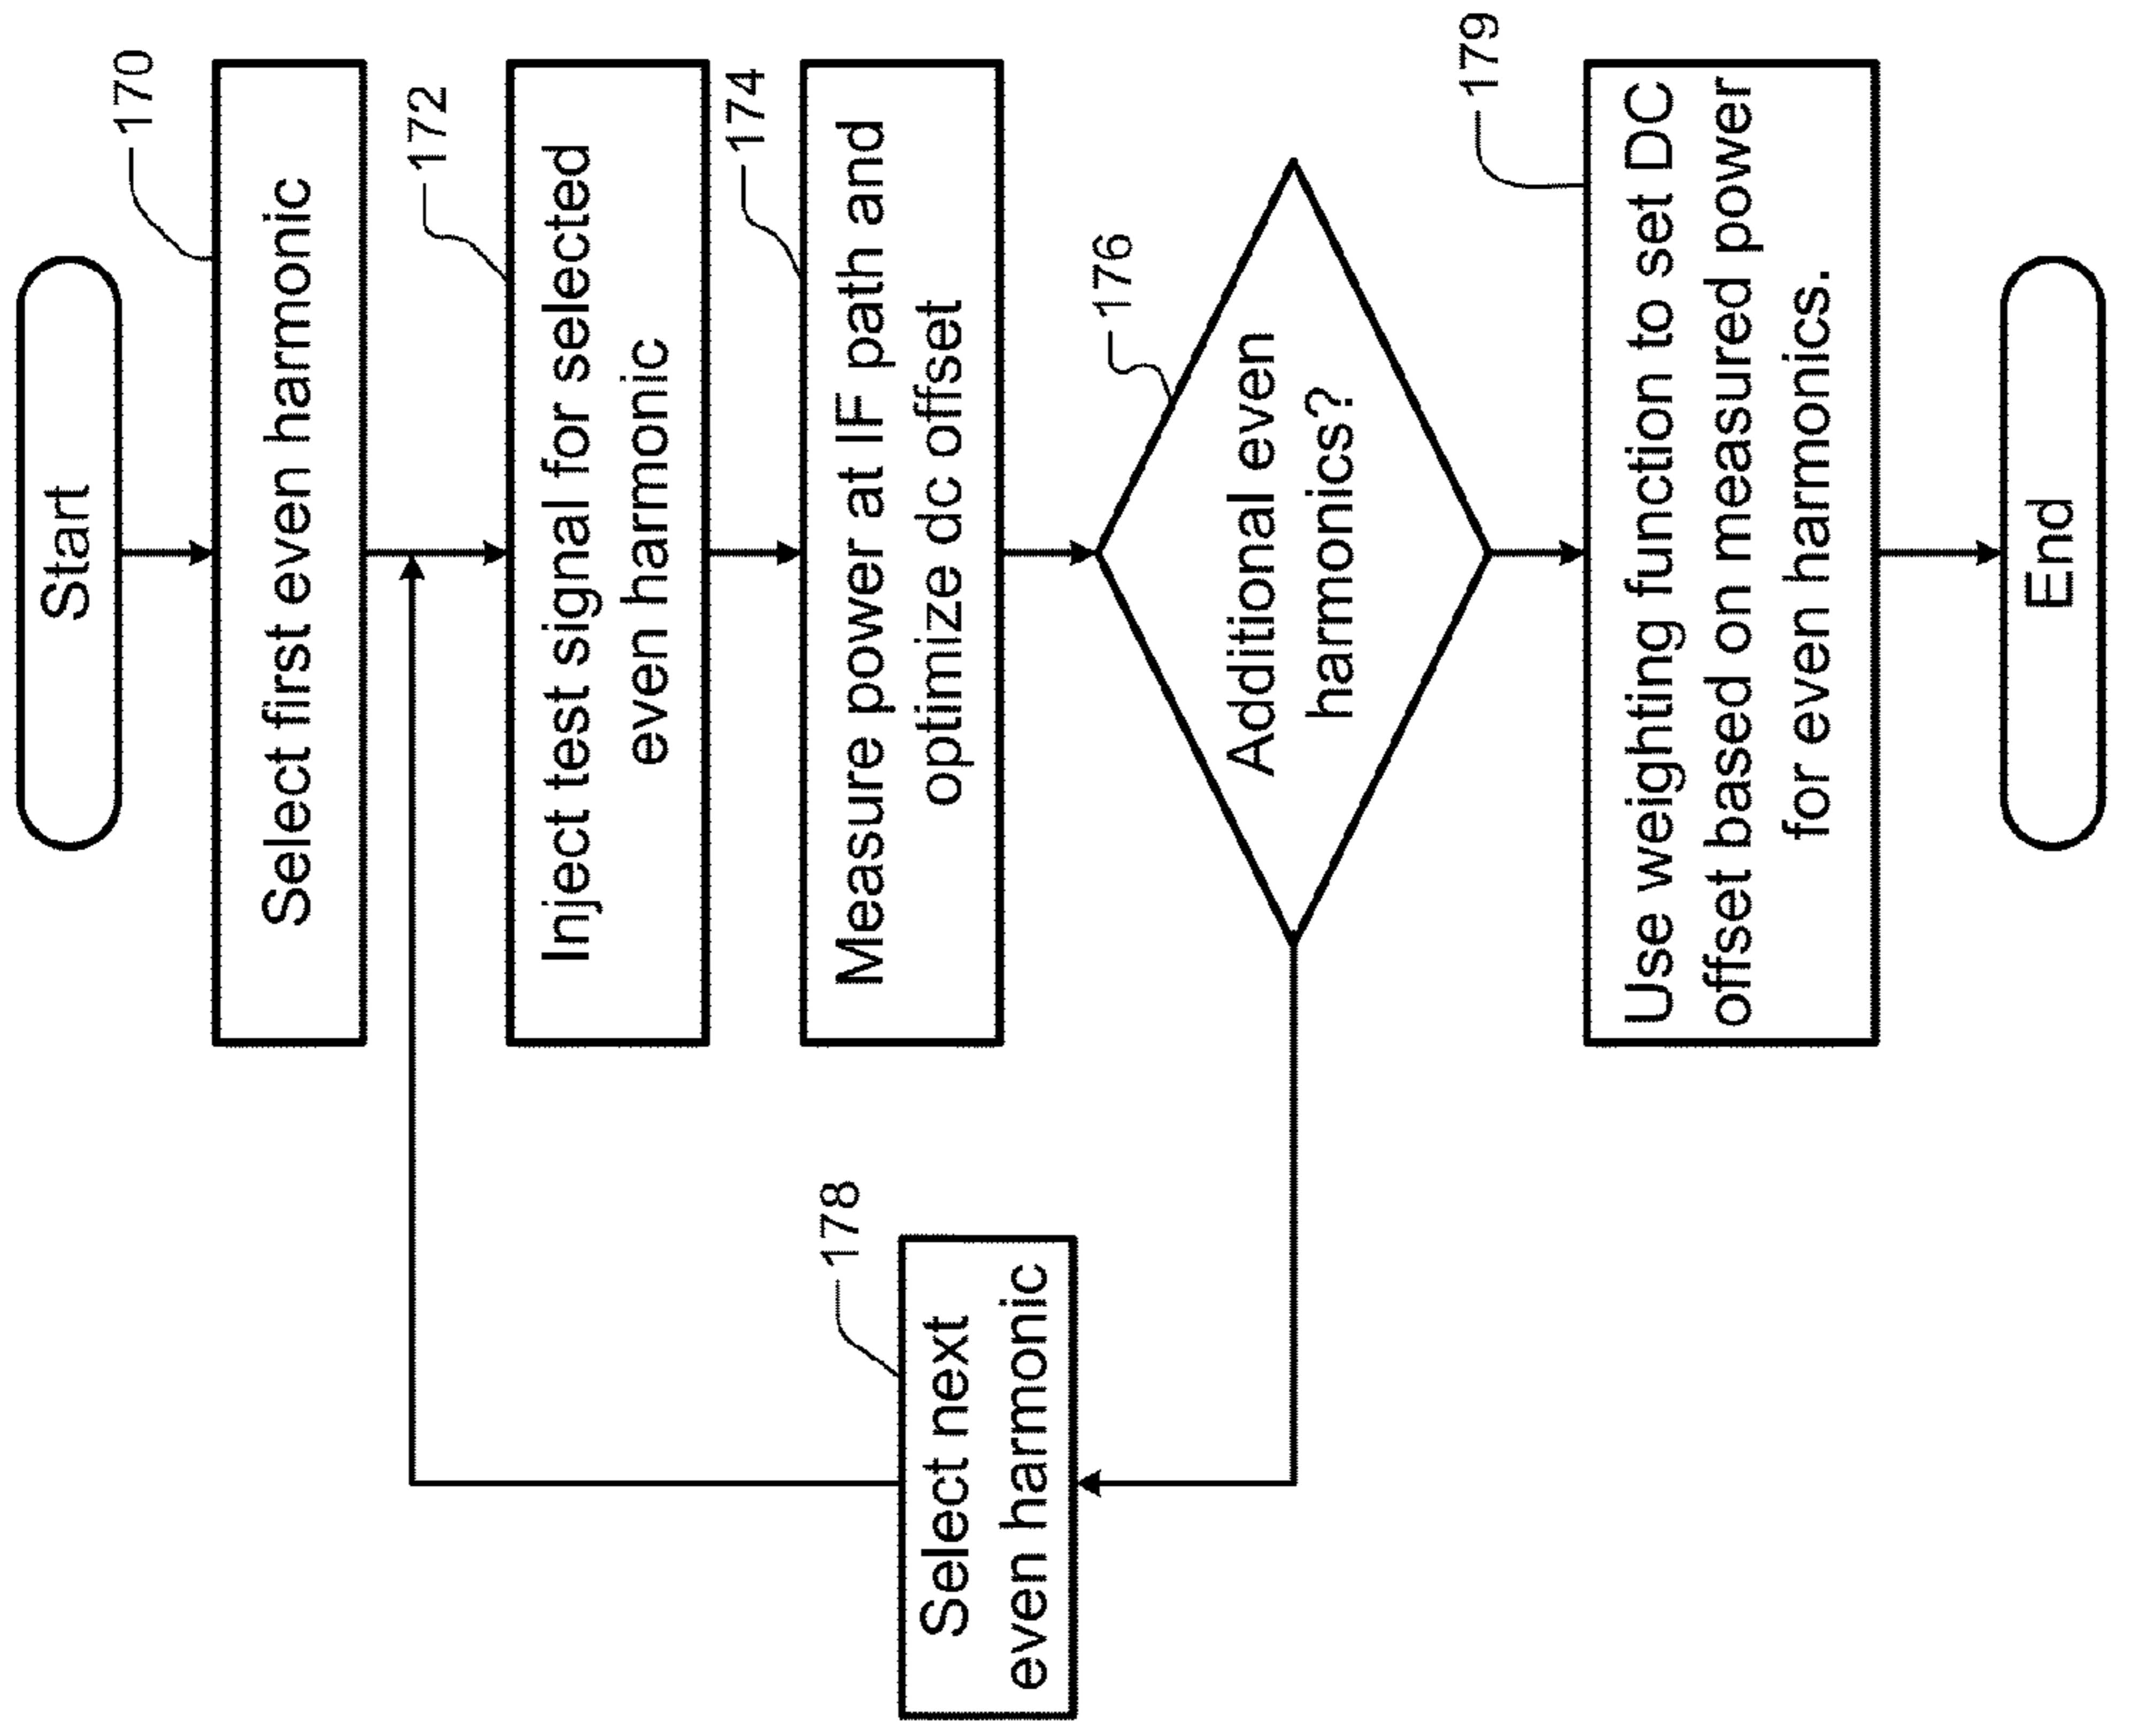 Start
170
Select first even harmonic
172
Inject test signal for selected
even harmonic
174
Measure power at IF path and
optimize dc offset
176
Additional even
harmonics?
178
Select next
even harmonic
179
Use weighting function to set DC
offset based on measured power
for even harmonics.
End